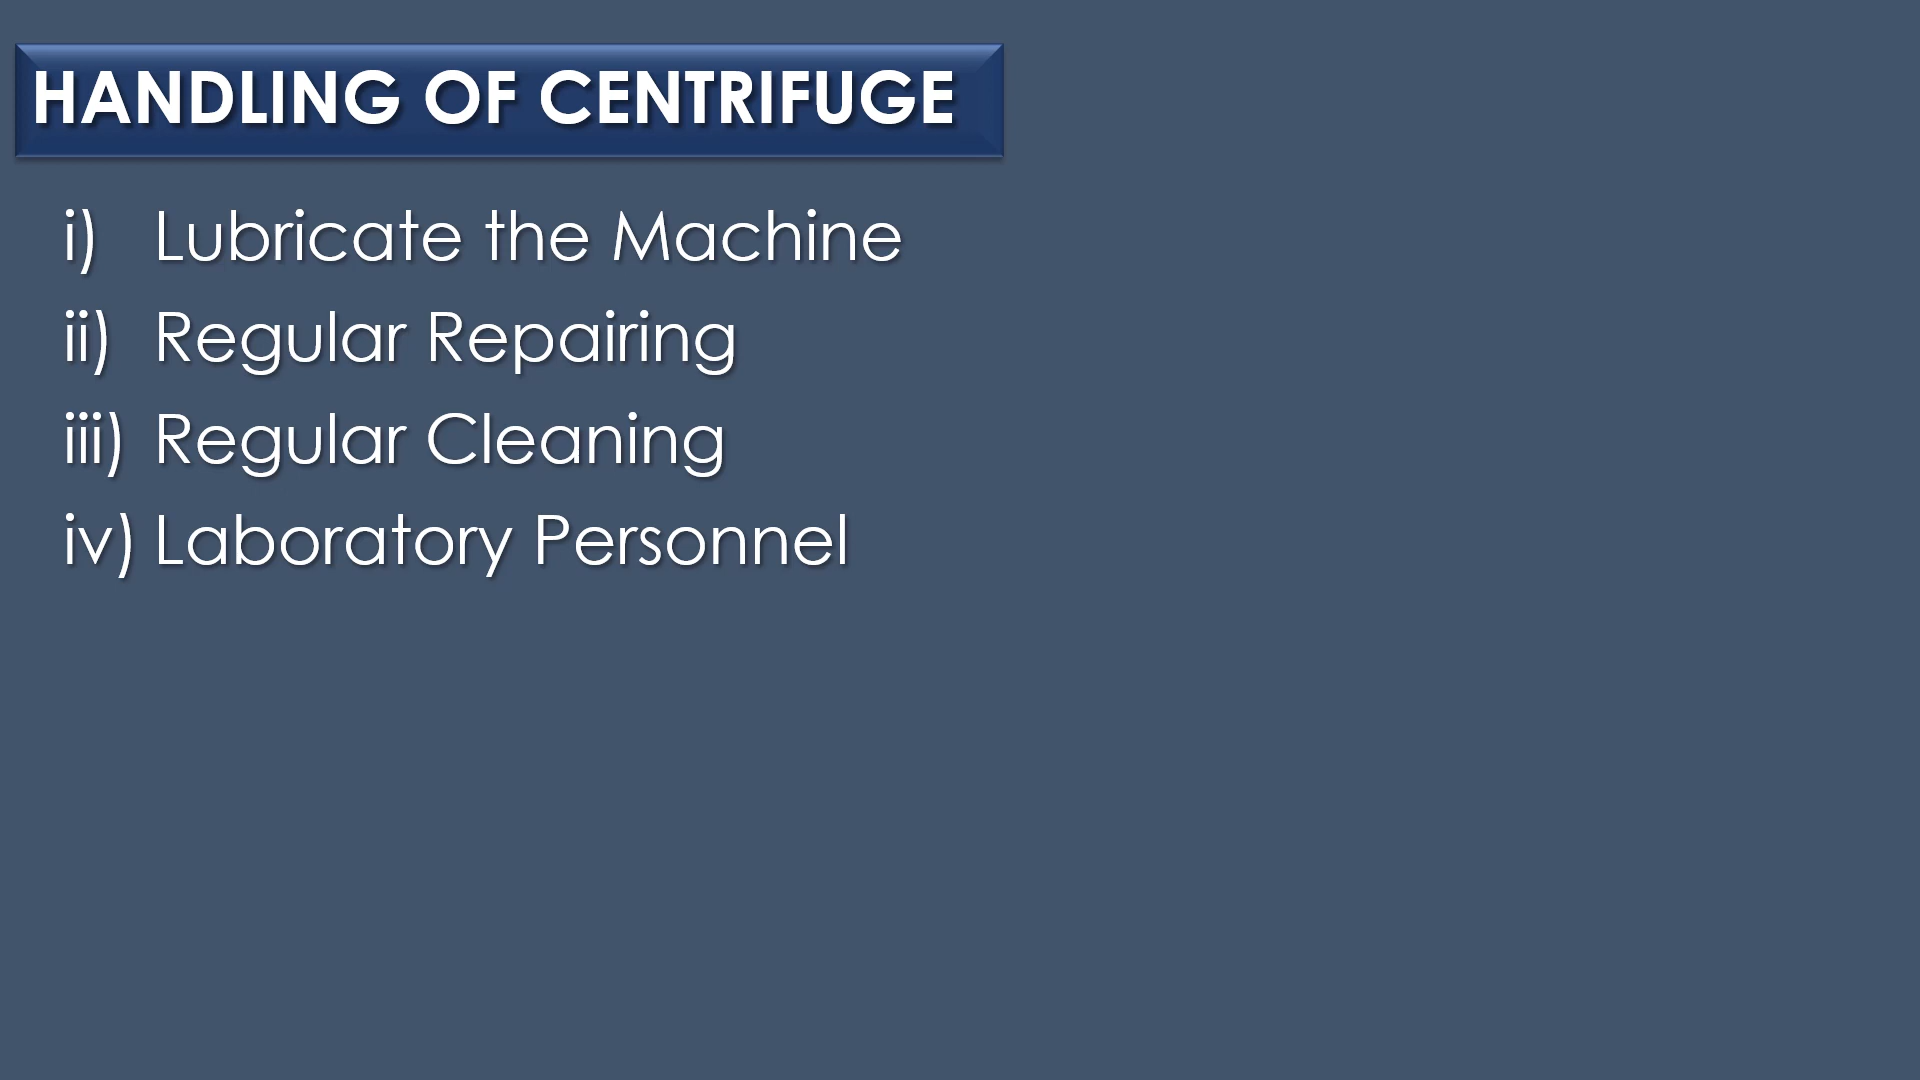 HANDLING OF CENTRIFUGE
i) Lubricate the Machine
ii) Regular Repairing
iii) Regular Cleaning
iv) Laboratory Personnel